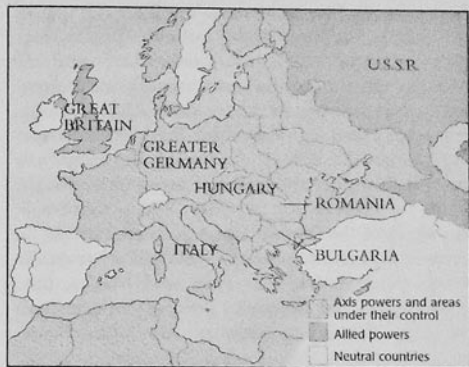 U.S.S.R
GREAT
BRITAIN
GREATER
GERMANY
HUNGARY
ROMANIA
ITALY
BULGARIA
Axis powers and areas
under their control
Allied powers
Neutral countries